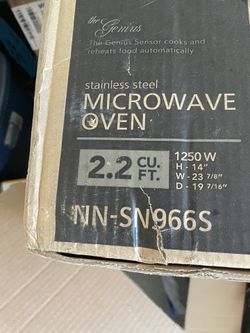 the Genius
The Genius Sensor cooks and
reheats food automatically
stainless steel
MICROWAVE
OVEN
2.2 CU. FT.
1250 W
H - 14"
W - 23 7/8"
D - 19 7/16"
NN-SN966S